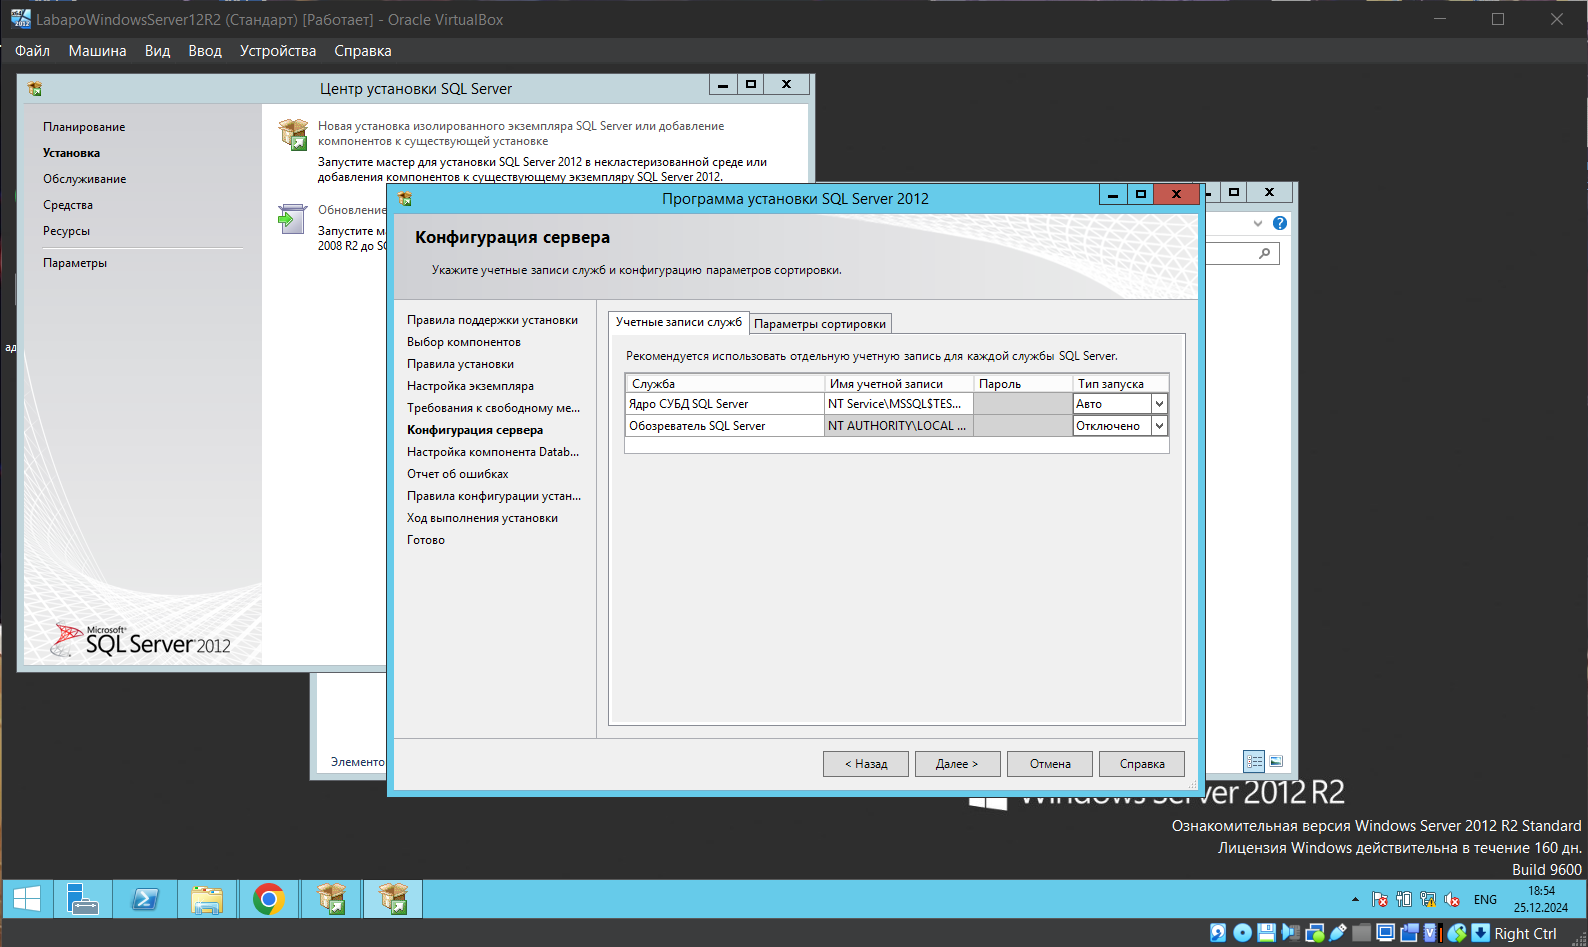 LabapoWindowsServer12R2 (Стандарт) [Работает] - Oracle VirtualBox
Файл Машина Вид Ввод Устройства Справка
Центр установки SQL Server
Планирование
Установка
Обслуживание
Средства
Ресурсы
Параметры
Новая установка изолированного экземпляра SQL Server или добавление
компонентов к существующей установке
Запустите мастер для установки SQL Server 2012 в некластеризованной среде или
добавления компонентов к существующему экземпляру SQL Server 2012.
Обновление
Запустите м
2008 R2 до SQ
Microsoft
SQL Server 2012
ад
Элементо
Программа установки SQL Server 2012
Конфигурация сервера
Укажите учетные записи служб и конфигурацию параметров сортировки.
Правила поддержки установки
Выбор компонентов
Правила установки
Настройка экземпляра
Требования к свободному ме...
Конфигурация сервера
Настройка компонента Datab...
Отчет об ошибках
Правила конфигурации устан...
Ход выполнения установки
Готово
Учетные записи служб Параметры сортировки
Рекомендуется использовать отдельную учетную запись для каждой службы SQL Server.
Служба Имя учетной записи Пароль Тип запуска
Ядро СУБД SQL Server NT Service\MSSQL$TES... Авто
Обозреватель SQL Server NT AUTHORITY\LOCAL ... Отключено
< Назад Далее > Отмена Справка
Windows Server 2012 R2
Ознакомительная версия Windows Server 2012 R2 Standard
Лицензия Windows действительна в течение 160 дн.
Build 9600
ENG
18:54
25.12.2024
Right Ctrl